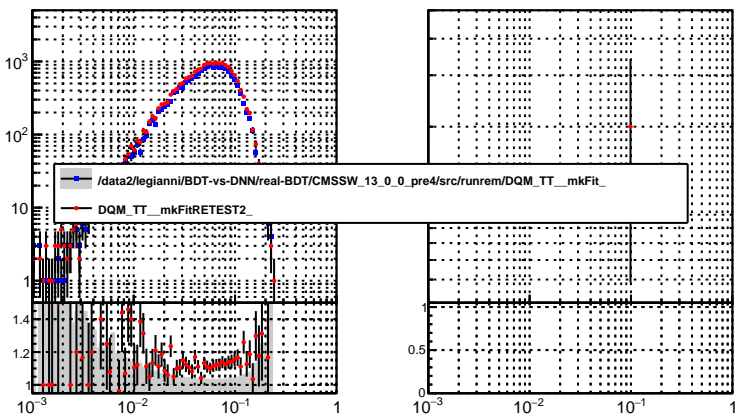 10³
10²
/data2/legianni/BDT-vs-DNN/real-BDT/CMSSW_13_0_0_pre4/src/runrem/DQM_TT__mkFit_
10
DQM_TT__mkFitRETEST2_
1
1.4
1.2
1
1
0.5
0
10⁻³ 10⁻² 10⁻¹ 1
10⁻³ 10⁻² 10⁻¹ 1